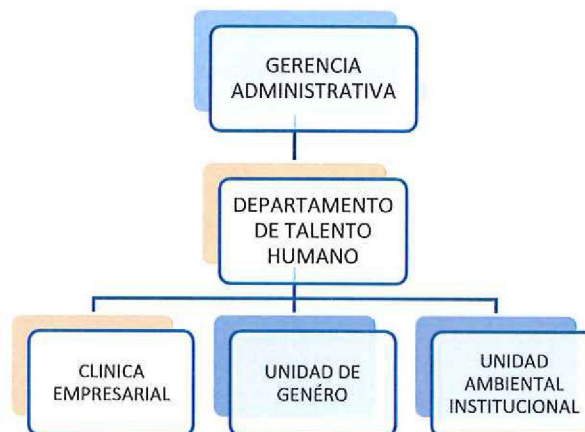 GERENCIA
ADMINISTRATIVA
DEPARTAMENTO
DE TALENTO
HUMANO
CLINICA
EMPRESARIAL
UNIDAD DE
GENÉRO
UNIDAD
AMBIENTAL
INSTITUCIONAL